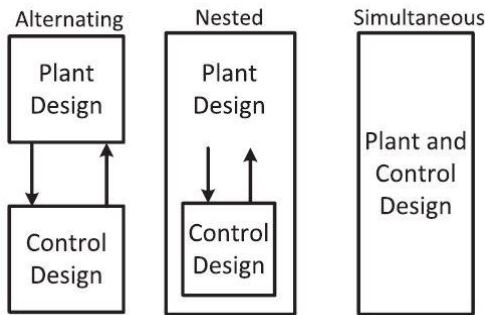 Alternating
Nested
Simultaneous
Plant
Design
Control
Design
Plant
Design
Control
Design
Plant and
Control
Design